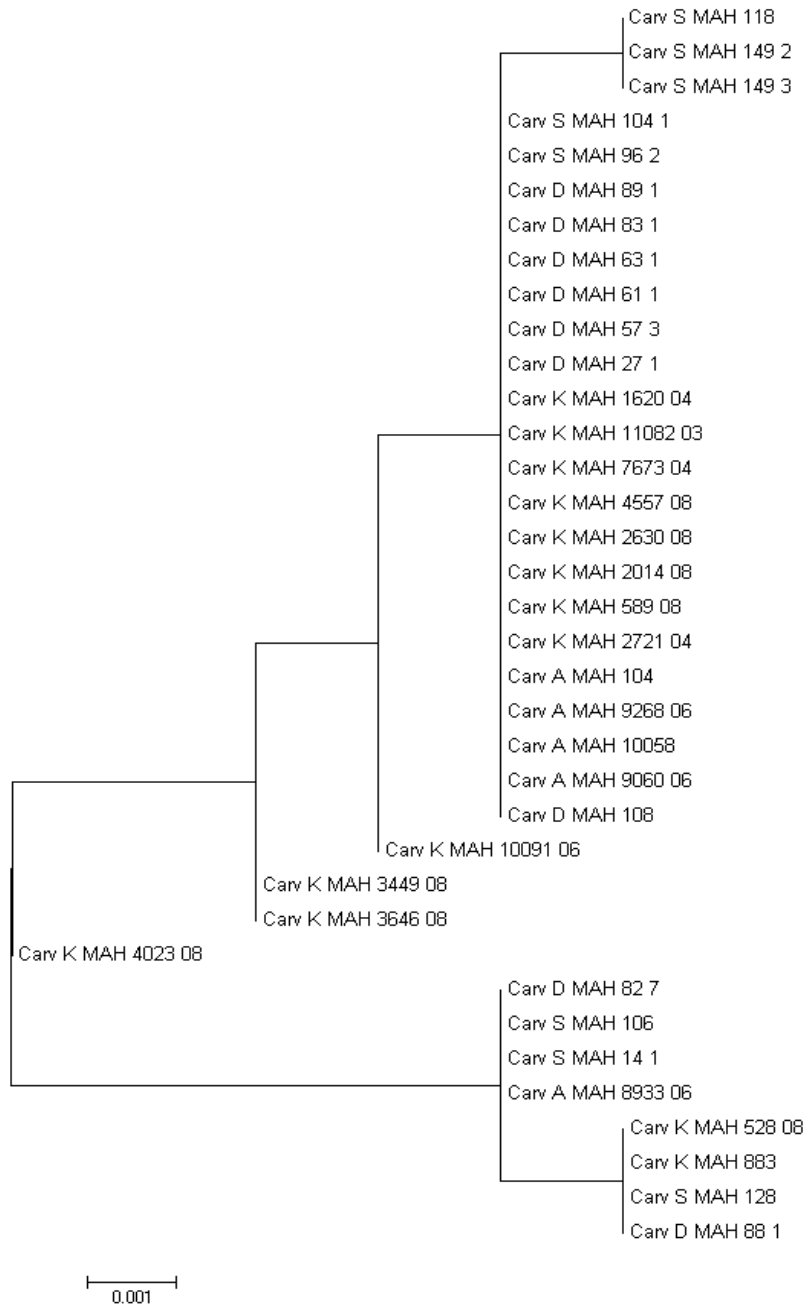 Carv S MAH 118
Carv S MAH 149 2
Carv S MAH 149 3
Carv S MAH 104 1
Carv S MAH 96 2
Carv D MAH 89 1
Carv D MAH 83 1
Carv D MAH 63 1
Carv D MAH 61 1
Carv D MAH 57 3
Carv D MAH 27 1
Carv K MAH 1620 04
Carv K MAH 11082 03
Carv K MAH 7673 04
Carv K MAH 4557 08
Carv K MAH 2630 08
Carv K MAH 2014 08
Carv K MAH 589 08
Carv K MAH 2721 04
Carv A MAH 104
Carv A MAH 9268 06
Carv A MAH 10058
Carv A MAH 9060 06
Carv D MAH 108
Carv K MAH 10091 06
Carv K MAH 3449 08
Carv K MAH 3646 08
Carv K MAH 4023 08
Carv D MAH 82 7
Carv S MAH 106
Carv S MAH 14 1
Carv A MAH 8933 06
Carv K MAH 528 08
Carv K MAH 883
Carv S MAH 128
Carv D MAH 88 1
0.001